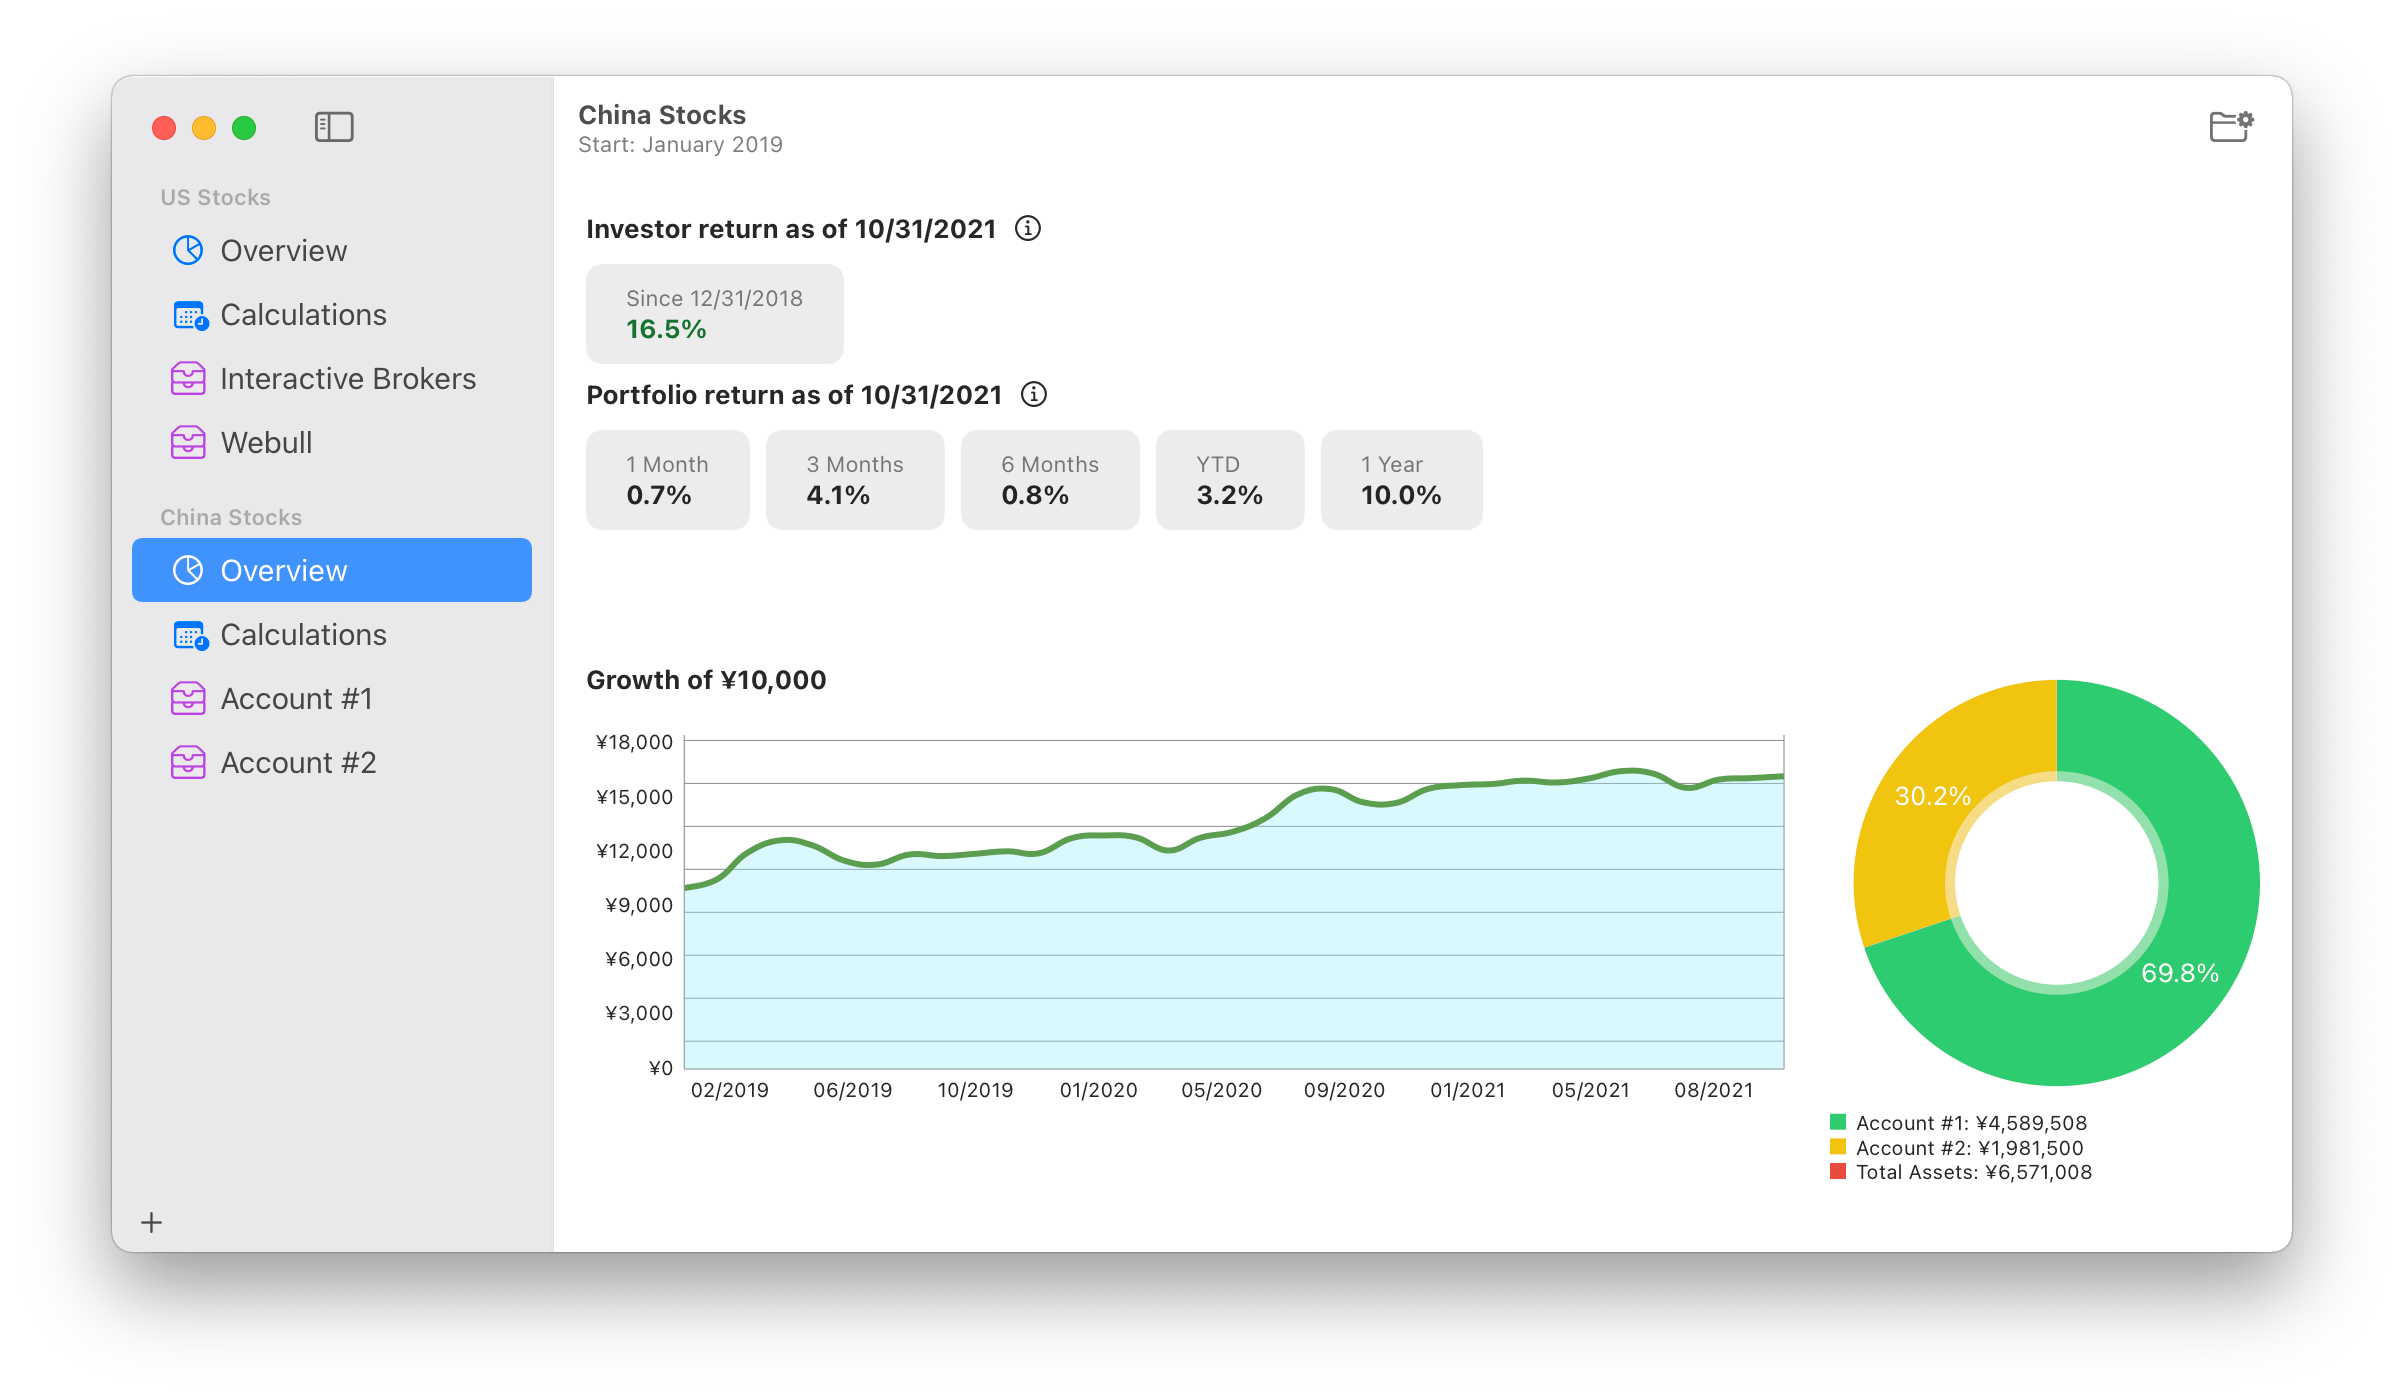 US Stocks
Overview
Calculations
Interactive Brokers
Webull
China Stocks
Overview
Calculations
Account #1
Account #2
China Stocks
Start: January 2019
Investor return as of 10/31/2021
Since 12/31/2018
16.5%
Portfolio return as of 10/31/2021
1 Month
0.7%
3 Months
4.1%
6 Months
0.8%
YTD
3.2%
1 Year
10.0%
Growth of ¥10,000
¥18,000
¥15,000
¥12,000
¥9,000
¥6,000
¥3,000
¥0
02/2019 06/2019 10/2019 01/2020 05/2020 09/2020 01/2021 05/2021 08/2021
30.2%
69.8%
Account #1: ¥4,589,508
Account #2: ¥1,981,500
Total Assets: ¥6,571,008